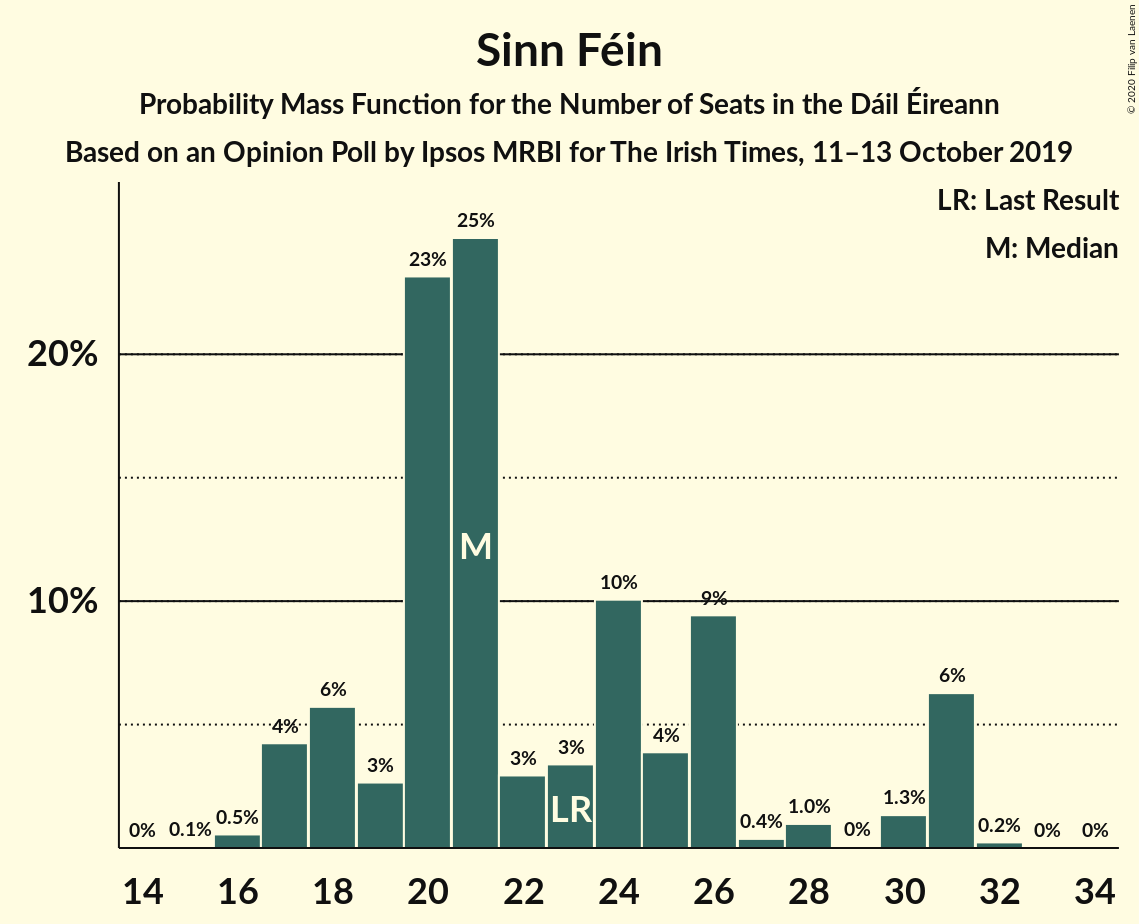 Sinn Féin
Probability Mass Function for the Number of Seats in the Dáil Éireann
Based on an Opinion Poll by Ipsos MRBI for The Irish Times, 11–13 October 2019
© 2020 Filip van Laenen
LR: Last Result
M: Median
20%
10%
0%
0.1%
0.5%
4%
6%
3%
23%
25%
3%
3%
10%
4%
9%
0.4%
1.0%
0%
1.3%
6%
0.2%
0%
0%
M
LR
14 16 18 20 22 24 26 28 30 32 34